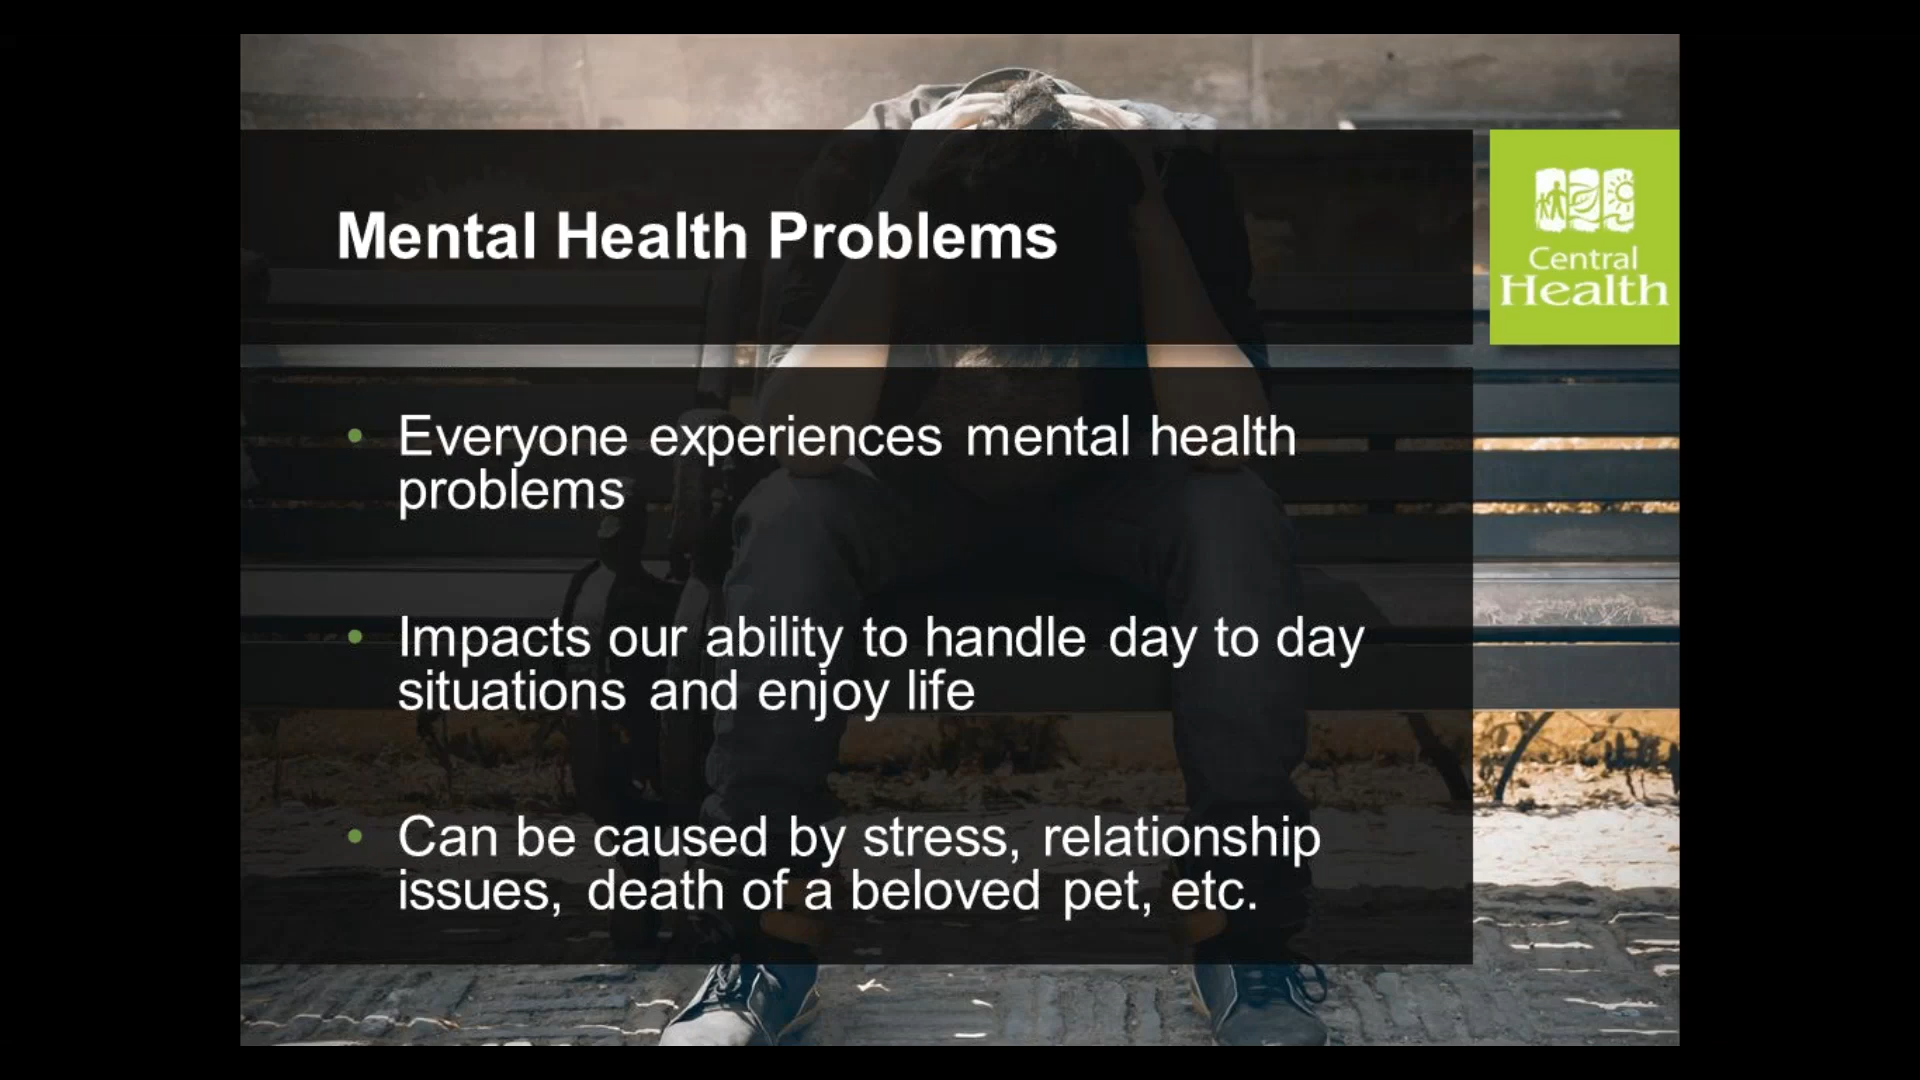 Mental Health Problems
Central
Health
• Everyone experiences mental health
problems
• Impacts our ability to handle day to day
situations and enjoy life
• Can be caused by stress, relationship
issues, death of a beloved pet, etc.